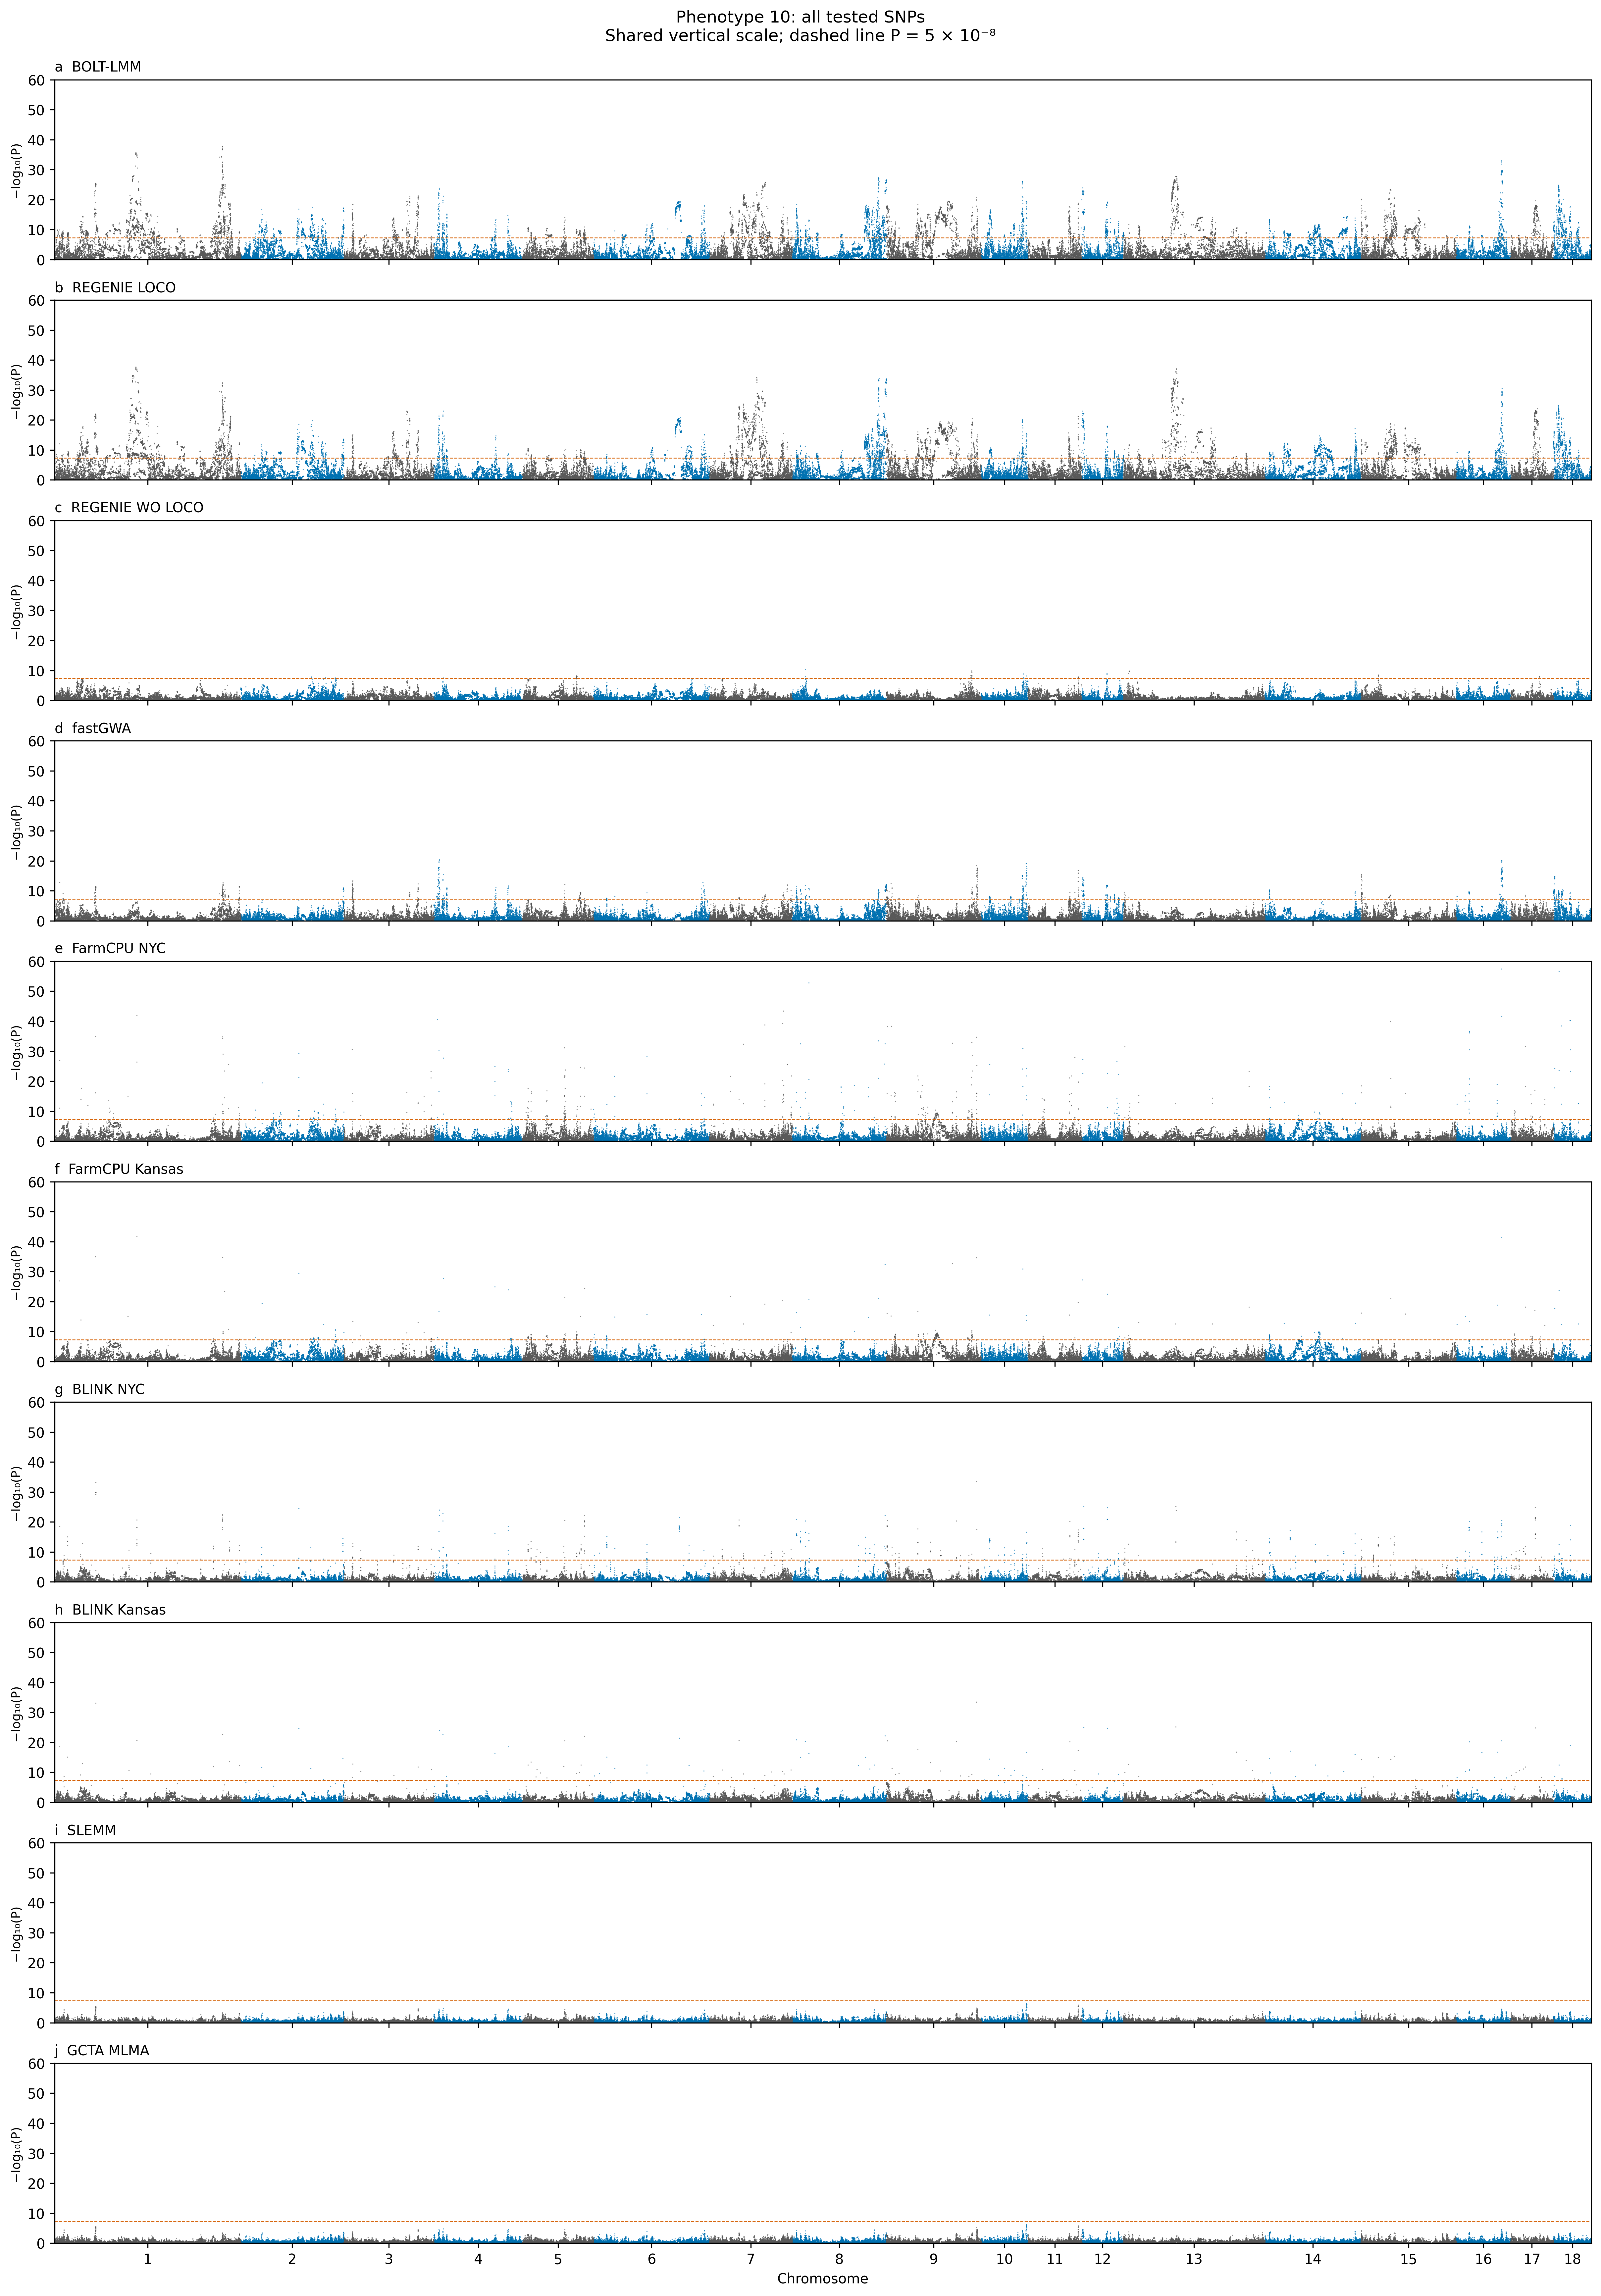 Phenotype 10: all tested SNPs
Shared vertical scale; dashed line P = 5 × 10⁻⁸
a BOLT-LMM
60
50
40
30
20
10
0
−log₁₀(P)
b REGENIE LOCO
60
50
40
30
20
10
0
−log₁₀(P)
c REGENIE WO LOCO
60
50
40
30
20
10
0
−log₁₀(P)
d fastGWA
60
50
40
30
20
10
0
−log₁₀(P)
e FarmCPU NYC
60
50
40
30
20
10
0
−log₁₀(P)
f FarmCPU Kansas
60
50
40
30
20
10
0
−log₁₀(P)
g BLINK NYC
60
50
40
30
20
10
0
−log₁₀(P)
h BLINK Kansas
60
50
40
30
20
10
0
−log₁₀(P)
i SLEMM
60
50
40
30
20
10
0
−log₁₀(P)
j GCTA MLMA
60
50
40
30
20
10
0
−log₁₀(P)
1 2 3 4 5 6 7 8 9 10 11 12 13 14 15 16 17 18
Chromosome